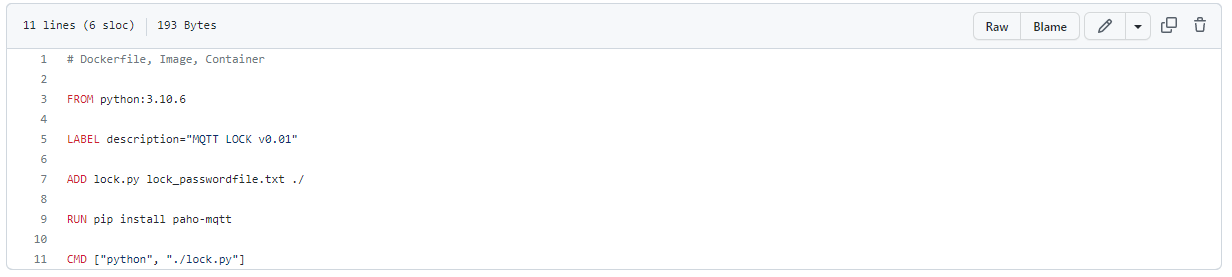 11 lines (6 sloc) 193 Bytes Raw Blame
1 # Dockerfile, Image, Container
2
3 FROM python:3.10.6
4
5 LABEL description="MQTT LOCK v0.01"
6
7 ADD lock.py lock_passwordfile.txt ./
8
9 RUN pip install paho-mqtt
10
11 CMD ["python", "./lock.py"]